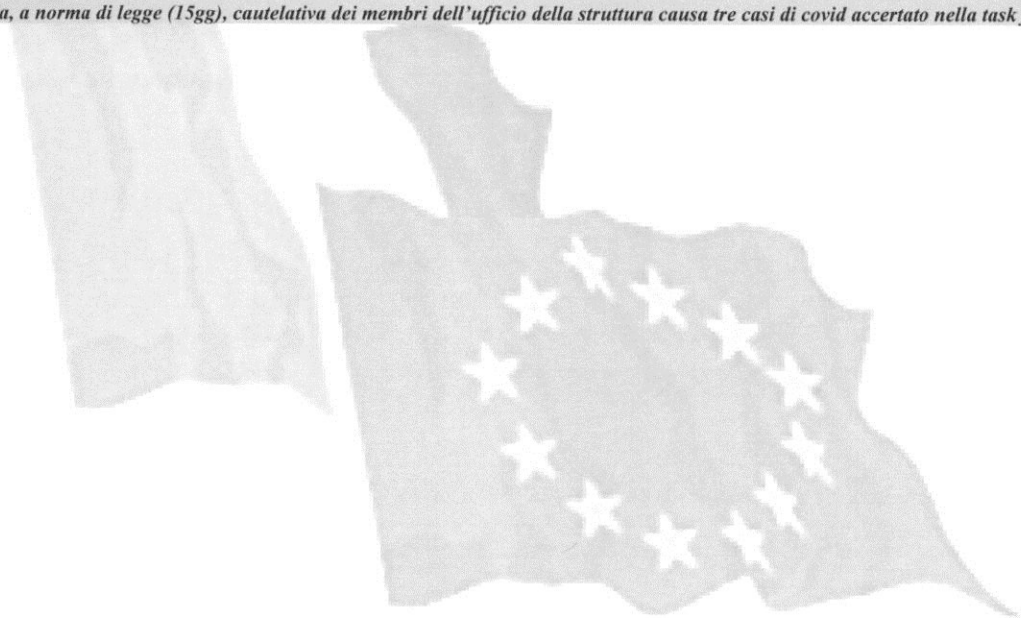 a, a norma di legge (15gg), cautelativa dei membri dell'ufficio della struttura causa tre casi di covid accertato nella task